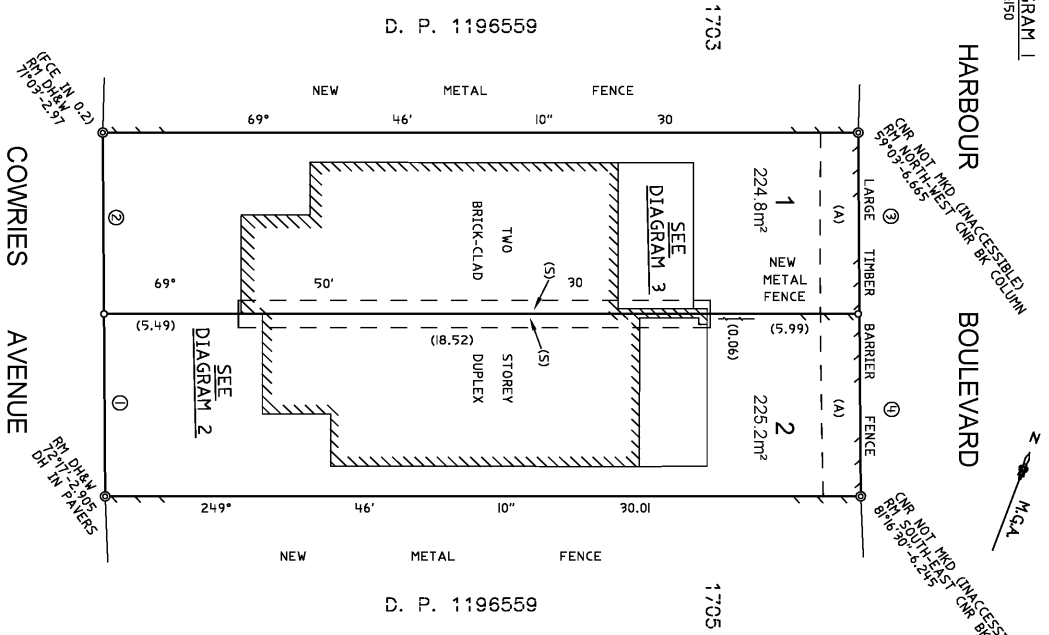 GRAM 1
D. P. 1196559
1703
HARBOUR
BOULEVARD
(FCE IN 0.2)
RM DH&W
71°03'-2.97
NEW METAL FENCE
69° 46' 10" 30
CNR NOT MKD (INACCESSIBLE)
RM NORTH-WEST CNR BK COLUMN
59°03'-6.665
COWRIES AVENUE
2
1
224.8m²
(A)
LARGE TIMBER BARRIER FENCE
3
SEE
DIAGRAM 3
TWO
BRICK-CLAD
NEW
METAL
FENCE
69° 50' 30
(S)
(5.49)
(18.52)
(S)
(0.06)
(5.99)
SEE
DIAGRAM 2
STOREY
DUPLEX
1
2
225.2m²
(A)
4
N
M.G.A.
RM DH&W
72°17'-2.905
DH IN PAVERS
249° 46' 10" 30.01
CNR NOT MKD (INACCESS
RM SOUTH-EAST CNR BK
81°16'30"-6.245
NEW METAL FENCE
D. P. 1196559
1705